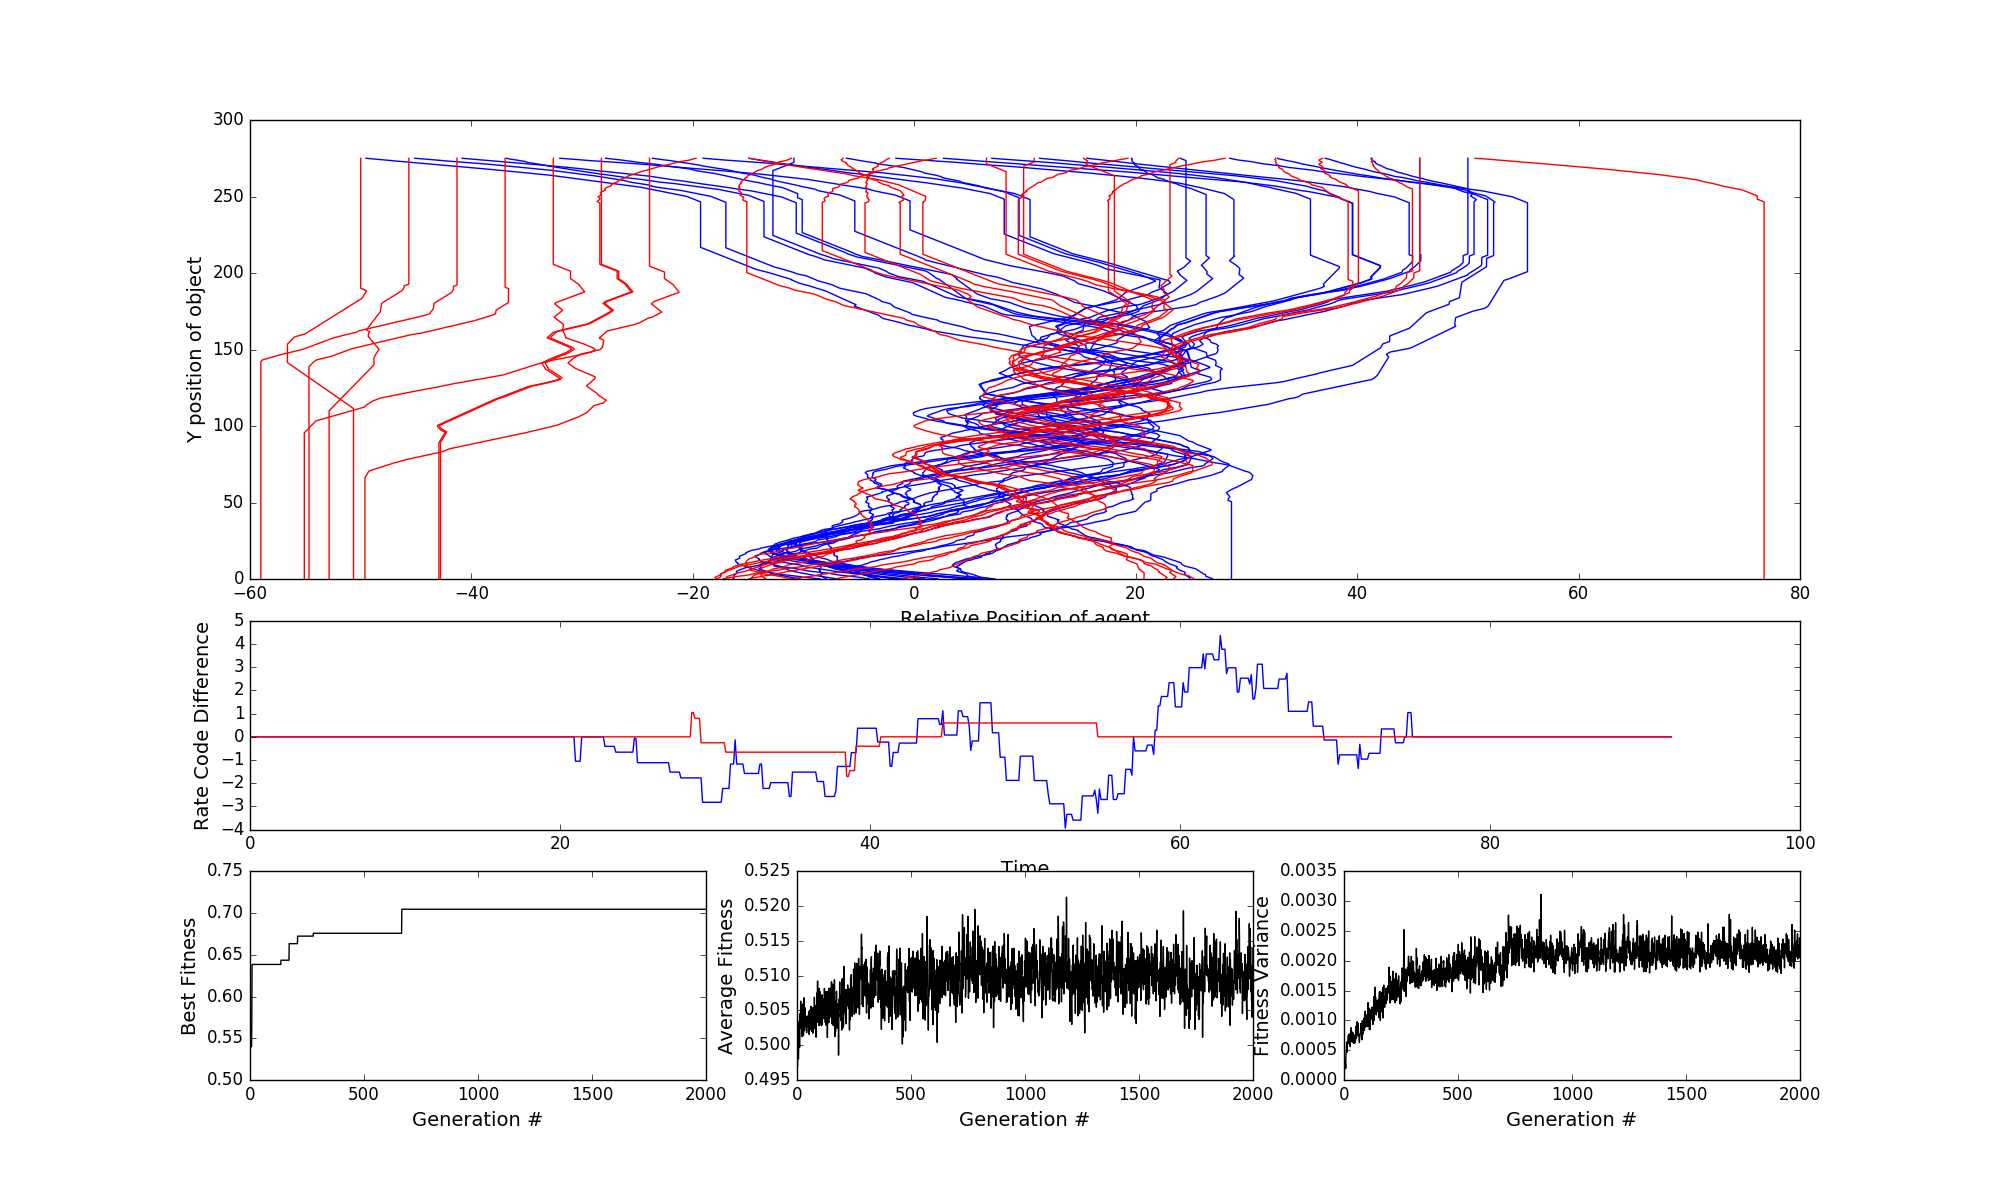 300
250
200
150
100
50
0
Y position of object
−60 −40 −20 0 20 40 60 80
Relative Position of agent
5
4
3
2
1
0
−1
−2
−3
−4
Rate Code Difference
0 20 40 60 80 100
Time
0.75
0.70
0.65
0.60
0.55
0.50
Best Fitness
0 500 1000 1500 2000
Generation #
0.525
0.520
0.515
0.510
0.505
0.500
0.495
Average Fitness
0 500 1000 1500 2000
Generation #
0.0035
0.0030
0.0025
0.0020
0.0015
0.0010
0.0005
0.0000
Fitness Variance
0 500 1000 1500 2000
Generation #